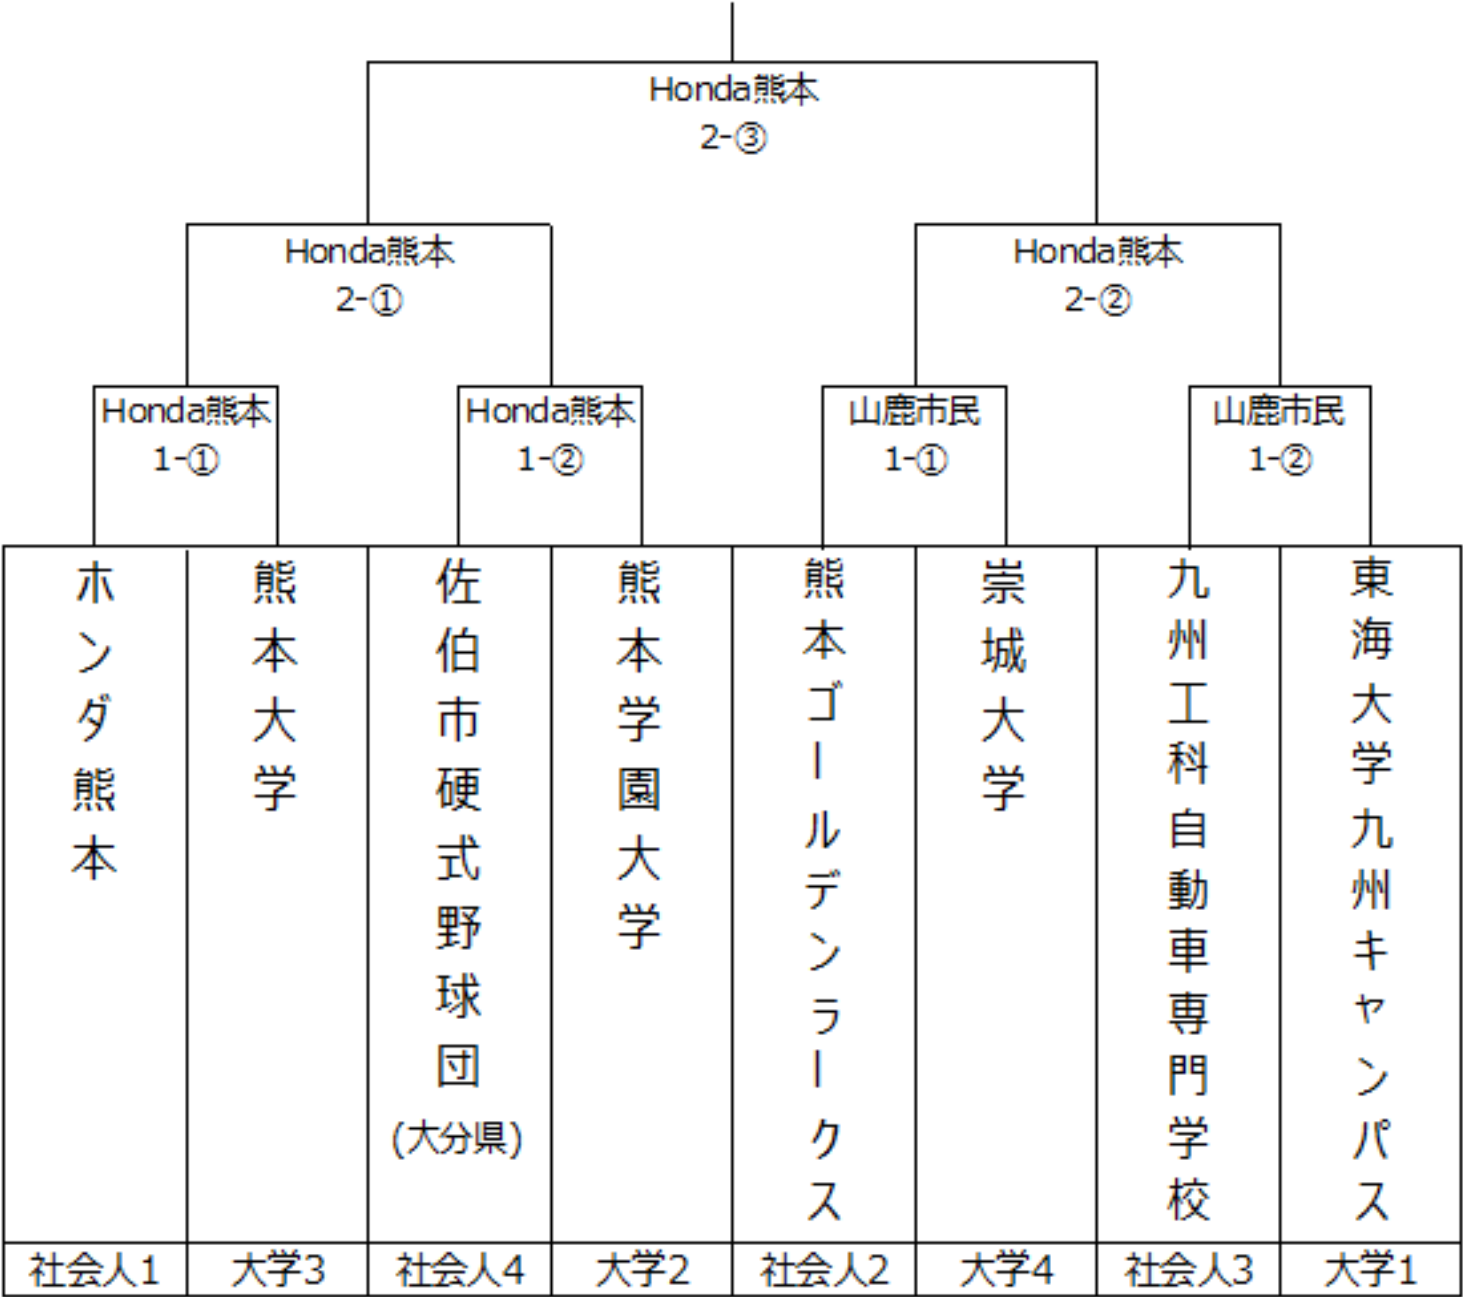 Honda熊本
2-③
Honda熊本
2-①
Honda熊本
2-②
Honda熊本
1-①
Honda熊本
1-②
山鹿市民
1-①
山鹿市民
1-②
ホンダ熊本
熊本大学
佐伯市硬式野球団
(大分県)
熊本学園大学
熊本ゴールデンラークス
崇城大学
九州工科自動車専門学校
東海大学九州キャンパス
社会人1
大学3
社会人4
大学2
社会人2
大学4
社会人3
大学1